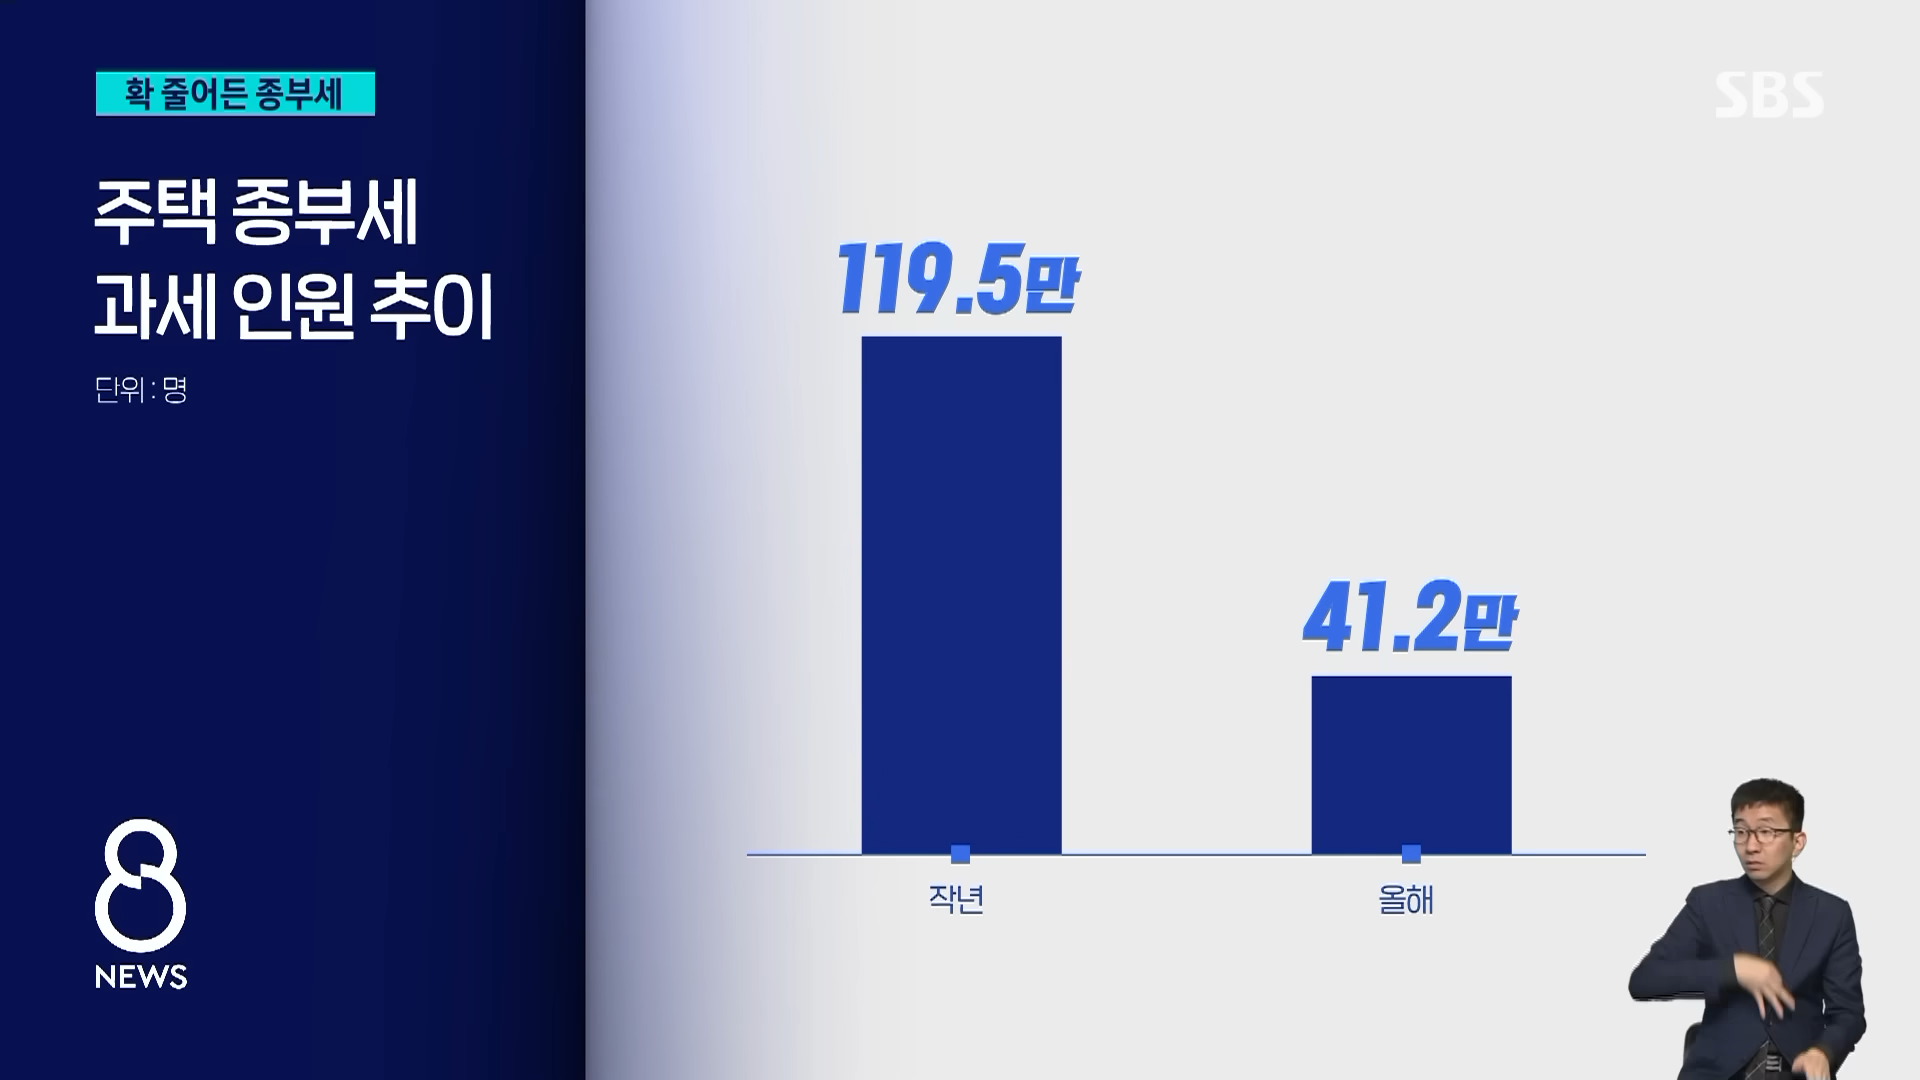 확 줄어든 종부세
SBS
주택 종부세
과세 인원 추이
단위 : 명
119.5만
41.2만
작년
올해
8
NEWS